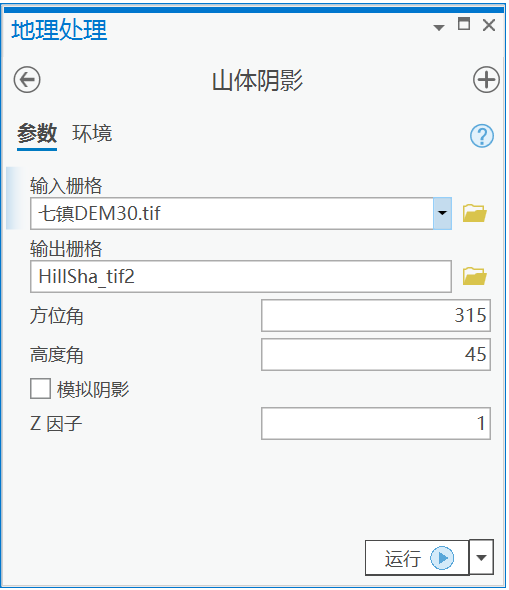 地理处理
山体阴影
参数 环境
输入栅格
七镇DEM30.tif
输出栅格
HillSha_tif2
方位角 315
高度角 45
模拟阴影
Z 因子 1
运行